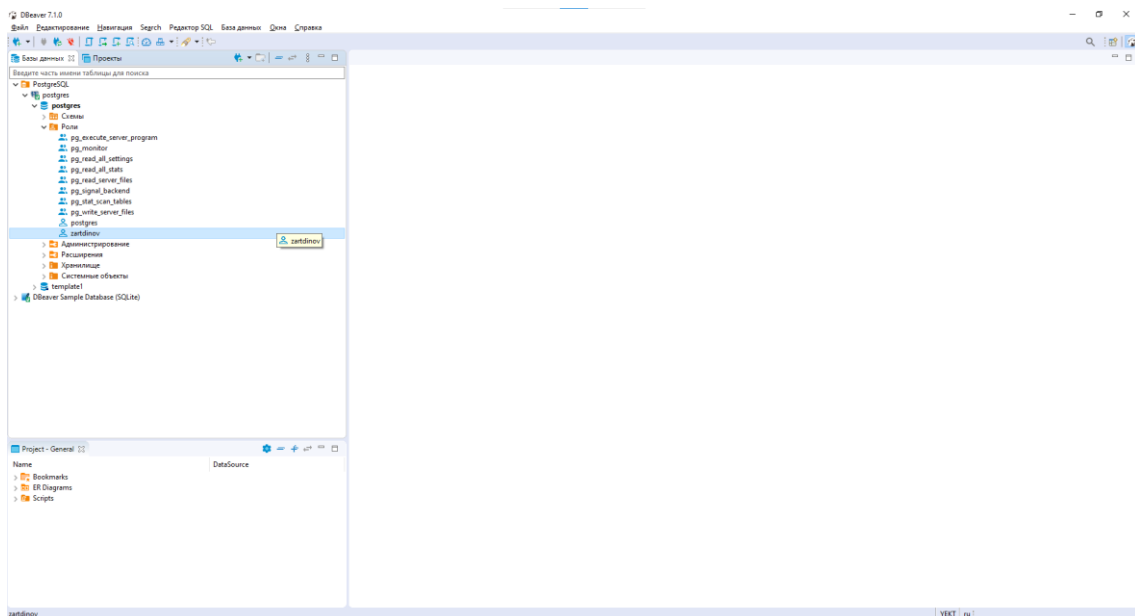 DBeaver 7.1.0
Файл Редактирование Навигация Search Редактор SQL База данных Окна Справка
Базы данных Проекты
Введите часть имени таблицы для поиска
PostgreSQL
postgres
postgres
Схемы
Роли
pg_execute_server_program
pg_monitor
pg_read_all_settings
pg_read_all_stats
pg_read_server_files
pg_signal_backend
pg_stat_scan_tables
pg_write_server_files
postgres
zartdinov
zartdinov
Администрирование
Расширения
Хранилище
Системные объекты
template1
DBeaver Sample Database (SQLite)
Project - General
Name DataSource
Bookmarks
ER Diagrams
Scripts
zartdinov YEKT ru